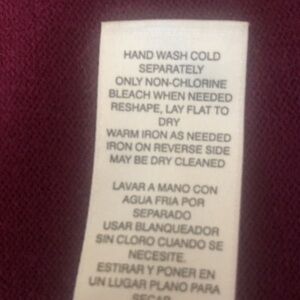 HAND WASH COLD
SEPARATELY
ONLY NON-CHLORINE
BLEACH WHEN NEEDED
RESHAPE, LAY FLAT TO
DRY
WARM IRON AS NEEDED
IRON ON REVERSE SIDE
MAY BE DRY CLEANED
LAVAR A MANO CON
AGUA FRIA POR
SEPARADO
USAR BLANQUEADOR
SIN CLORO CUANDO SE
NECESITE.
ESTIRAR Y PONER EN
UN LUGAR PLANO PARA
SECAR